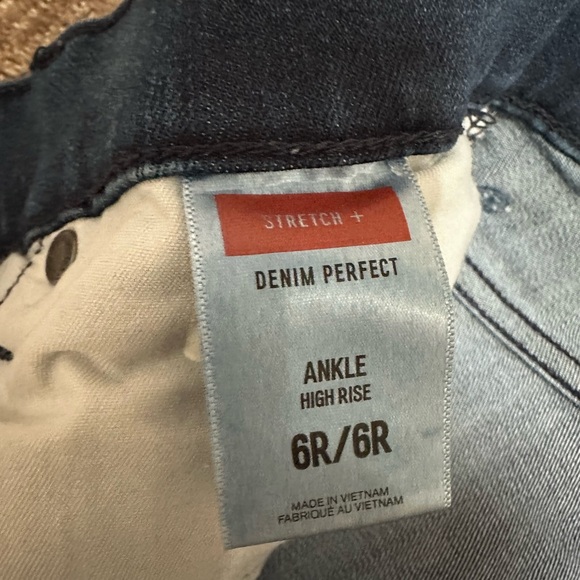 STRETCH +
DENIM PERFECT
ANKLE
HIGH RISE
6R/6R
MADE IN VIETNAM
FABRIQUÉ AU VIETNAM